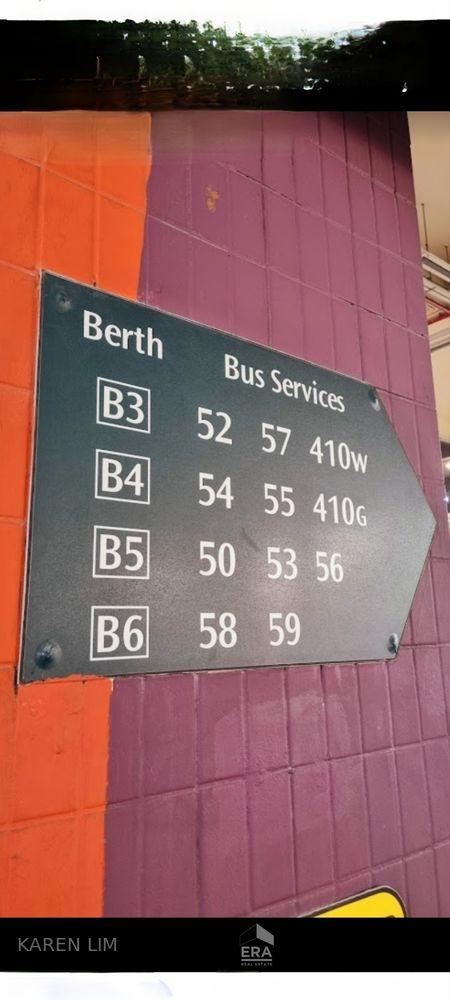 Berth Bus Services
B3 52 57 410W
B4 54 55 410G
B5 50 53 56
B6 58 59
KAREN LIM
ERA
REAL ESTATE